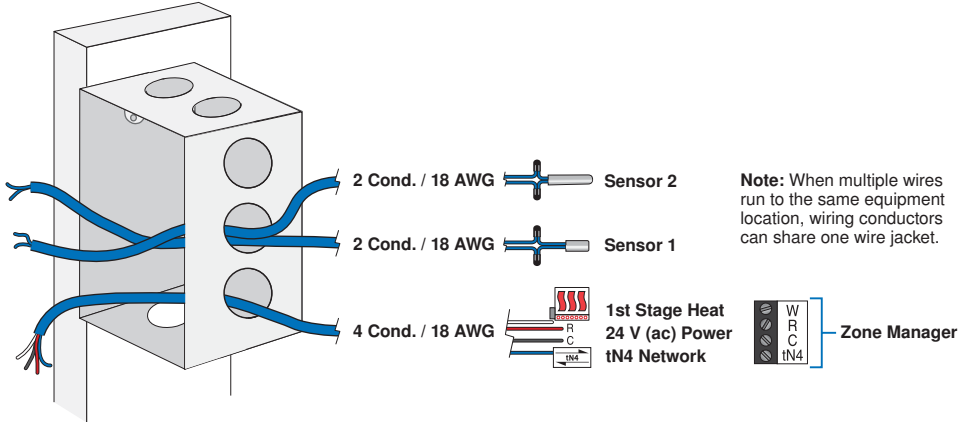 2 Cond. / 18 AWG
Sensor 2
2 Cond. / 18 AWG
Sensor 1
Note: When multiple wires
run to the same equipment
location, wiring conductors
can share one wire jacket.
4 Cond. / 18 AWG
1st Stage Heat
R
24 V (ac) Power
C
tN4
tN4 Network
W
R
C
tN4
Zone Manager